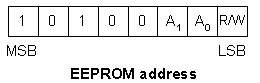 1 0 1 0 0 A1 A0 R/W
MSB LSB
EEPROM address